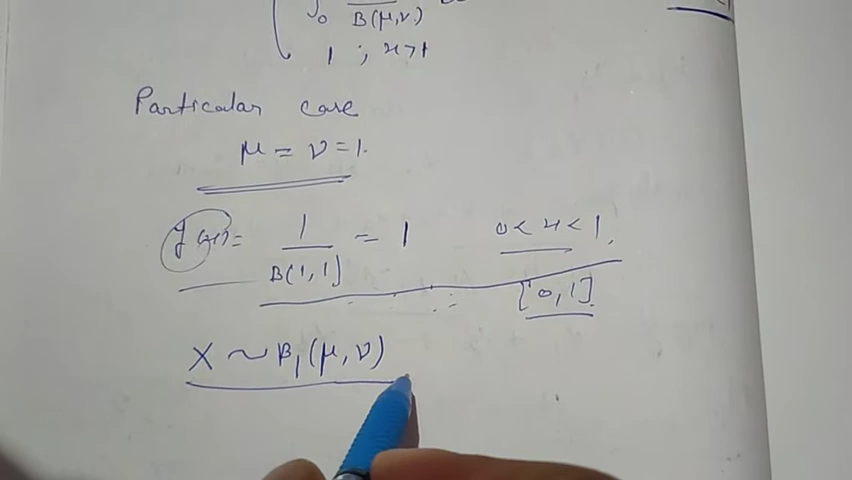 B(μ,ν)
1 ; x>1
Particular case
μ = ν = 1.
f(x) = 1/B(1,1) = 1 0 < x < 1.
[0,1].
X ~ β₁(μ,ν)